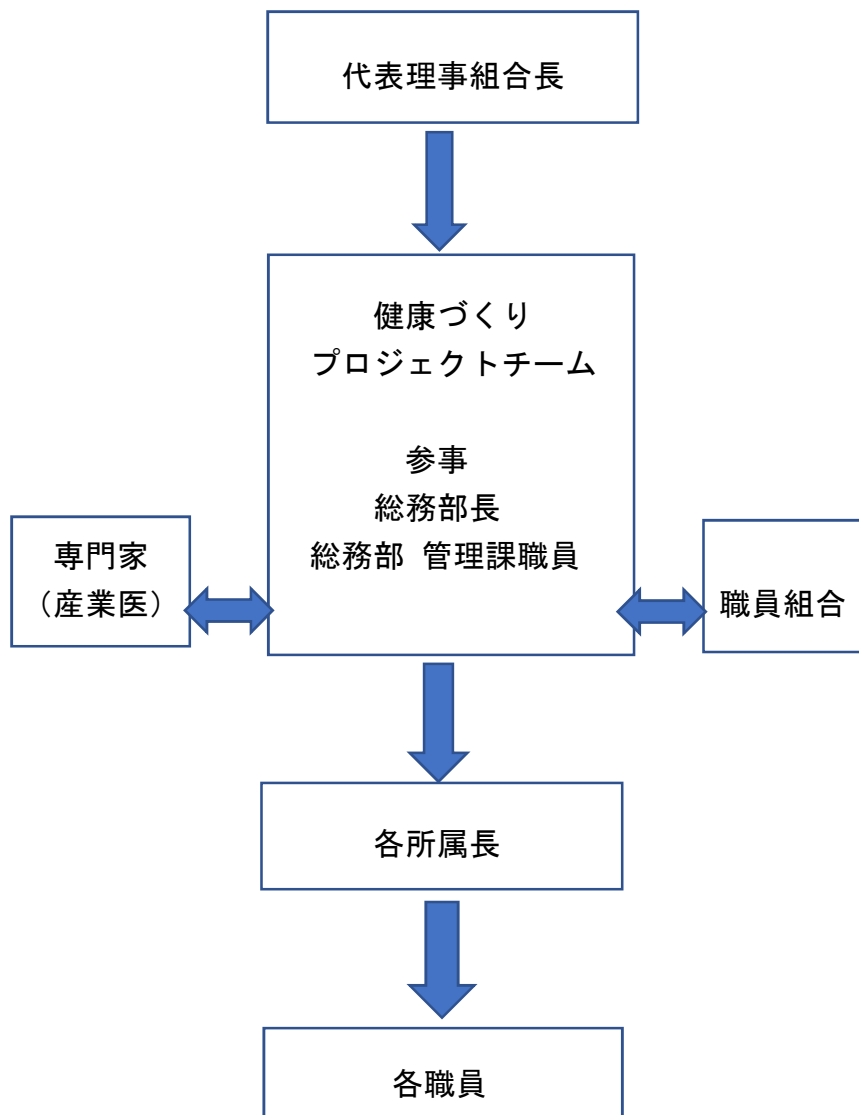 代表理事組合長
健康づくり
プロジェクトチーム
参事
総務部長
総務部 管理課職員
専門家
（産業医）
職員組合
各所属長
各職員